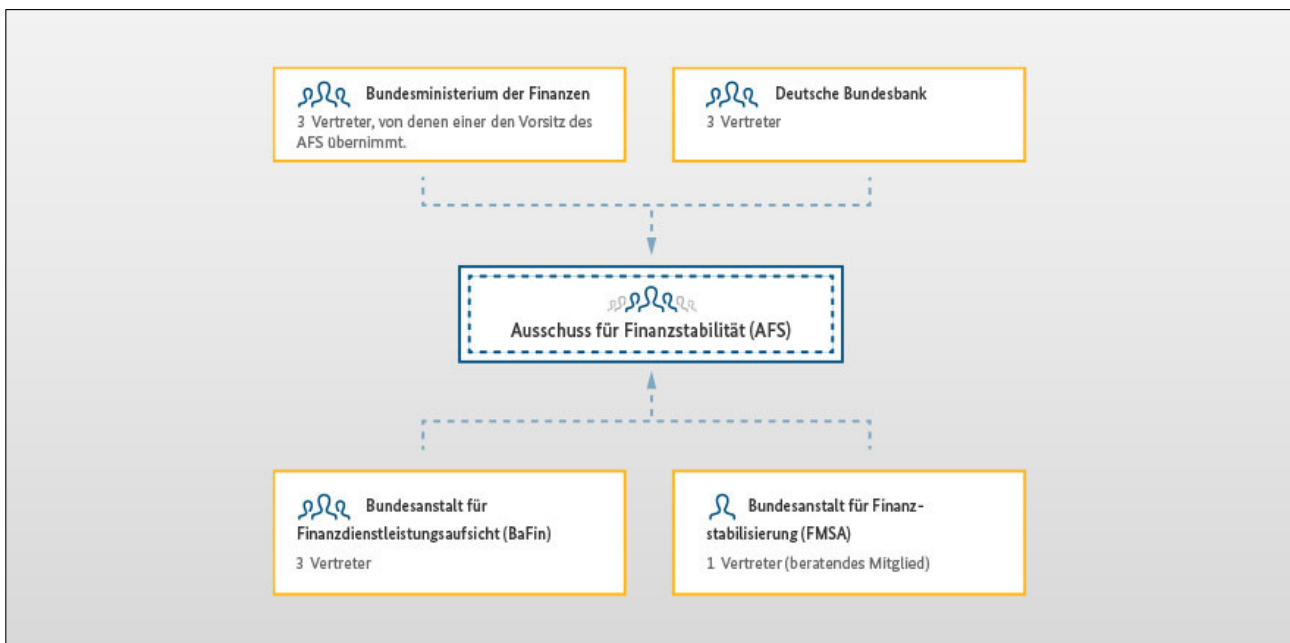 Bundesministerium der Finanzen
3 Vertreter, von denen einer den Vorsitz des
AFS übernimmt.
Deutsche Bundesbank
3 Vertreter
Ausschuss für Finanzstabilität (AFS)
Bundesanstalt für
Finanzdienstleistungsaufsicht (BaFin)
3 Vertreter
Bundesanstalt für Finanz-
stabilisierung (FMSA)
1 Vertreter (beratendes Mitglied)